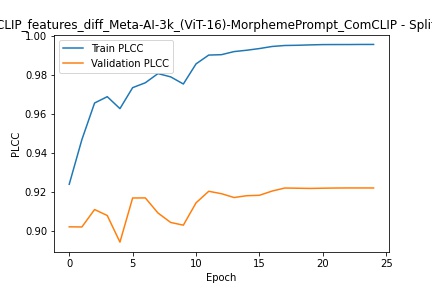 CLIP_features_diff_Meta-AI-3k_(ViT-16)-MorphemePrompt_ComCLIP - Split
Train PLCC
Validation PLCC
1.00
0.98
0.96
0.94
0.92
0.90
PLCC
0
5
10
15
20
25
Epoch